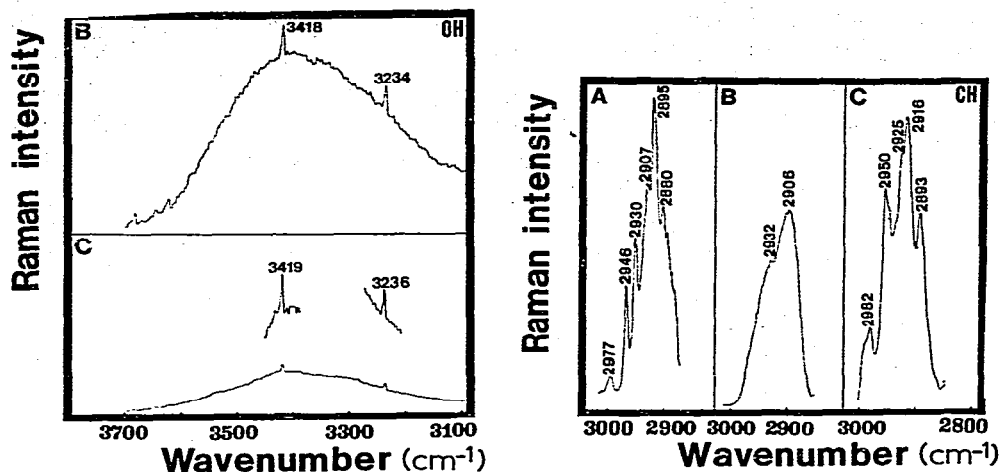 Raman intensity
B
3418
OH
3234
C
3419
3236
3700
3500
3300
3100
Wavenumber (cm-1)
Raman intensity
A
2977
2946
2930
2907
2895
2880
B
2932
2906
C
CH
2982
2950
2925
2916
2893
3000
2900
3000
2900
3000
2800
Wavenumber (cm-1)